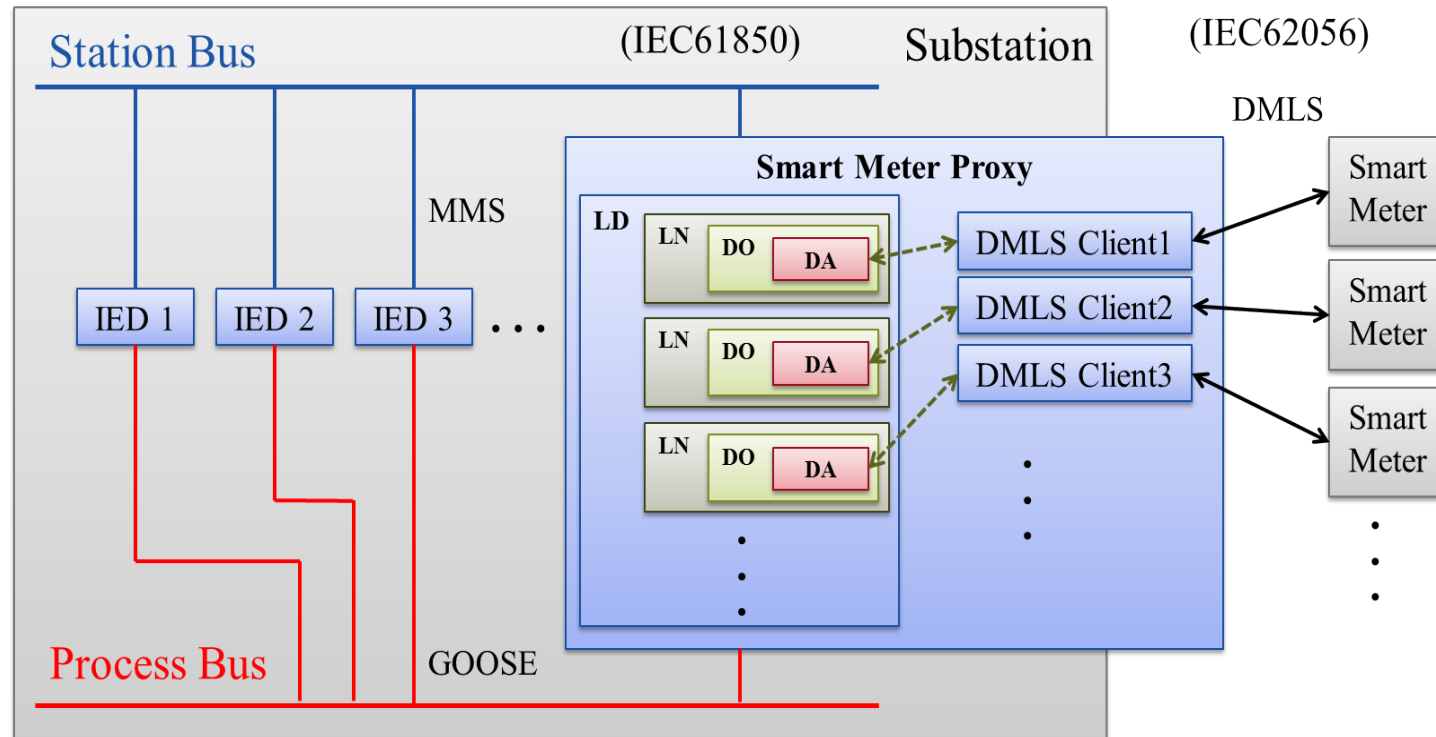 Station Bus
(IEC61850)
Substation
(IEC62056)
DMLS
Smart Meter Proxy
MMS
LD
LN
DO
DA
DMLS Client1
Smart
Meter
IED 1
IED 2
IED 3
...
LN
DO
DA
DMLS Client2
Smart
Meter
LN
DO
DA
DMLS Client3
Smart
Meter
Process Bus
GOOSE